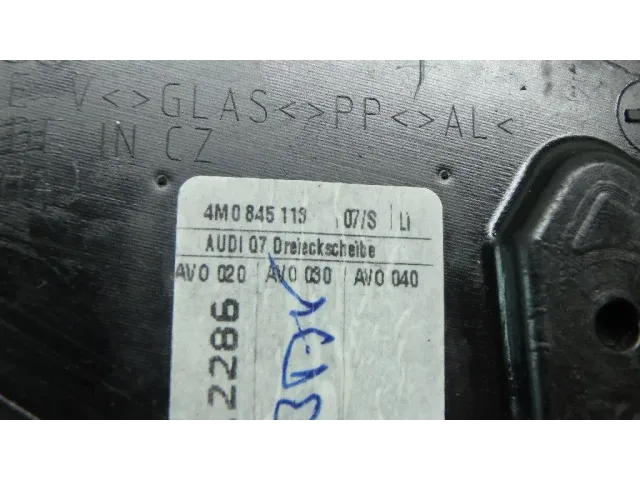 E-V<>GLAS<>PP<>AL<
IN CZ
4M0 845 113 07/S LI
AUDI Q7 Dreieckscheibe
AVO 020 AVO 030 AVO 040
2286